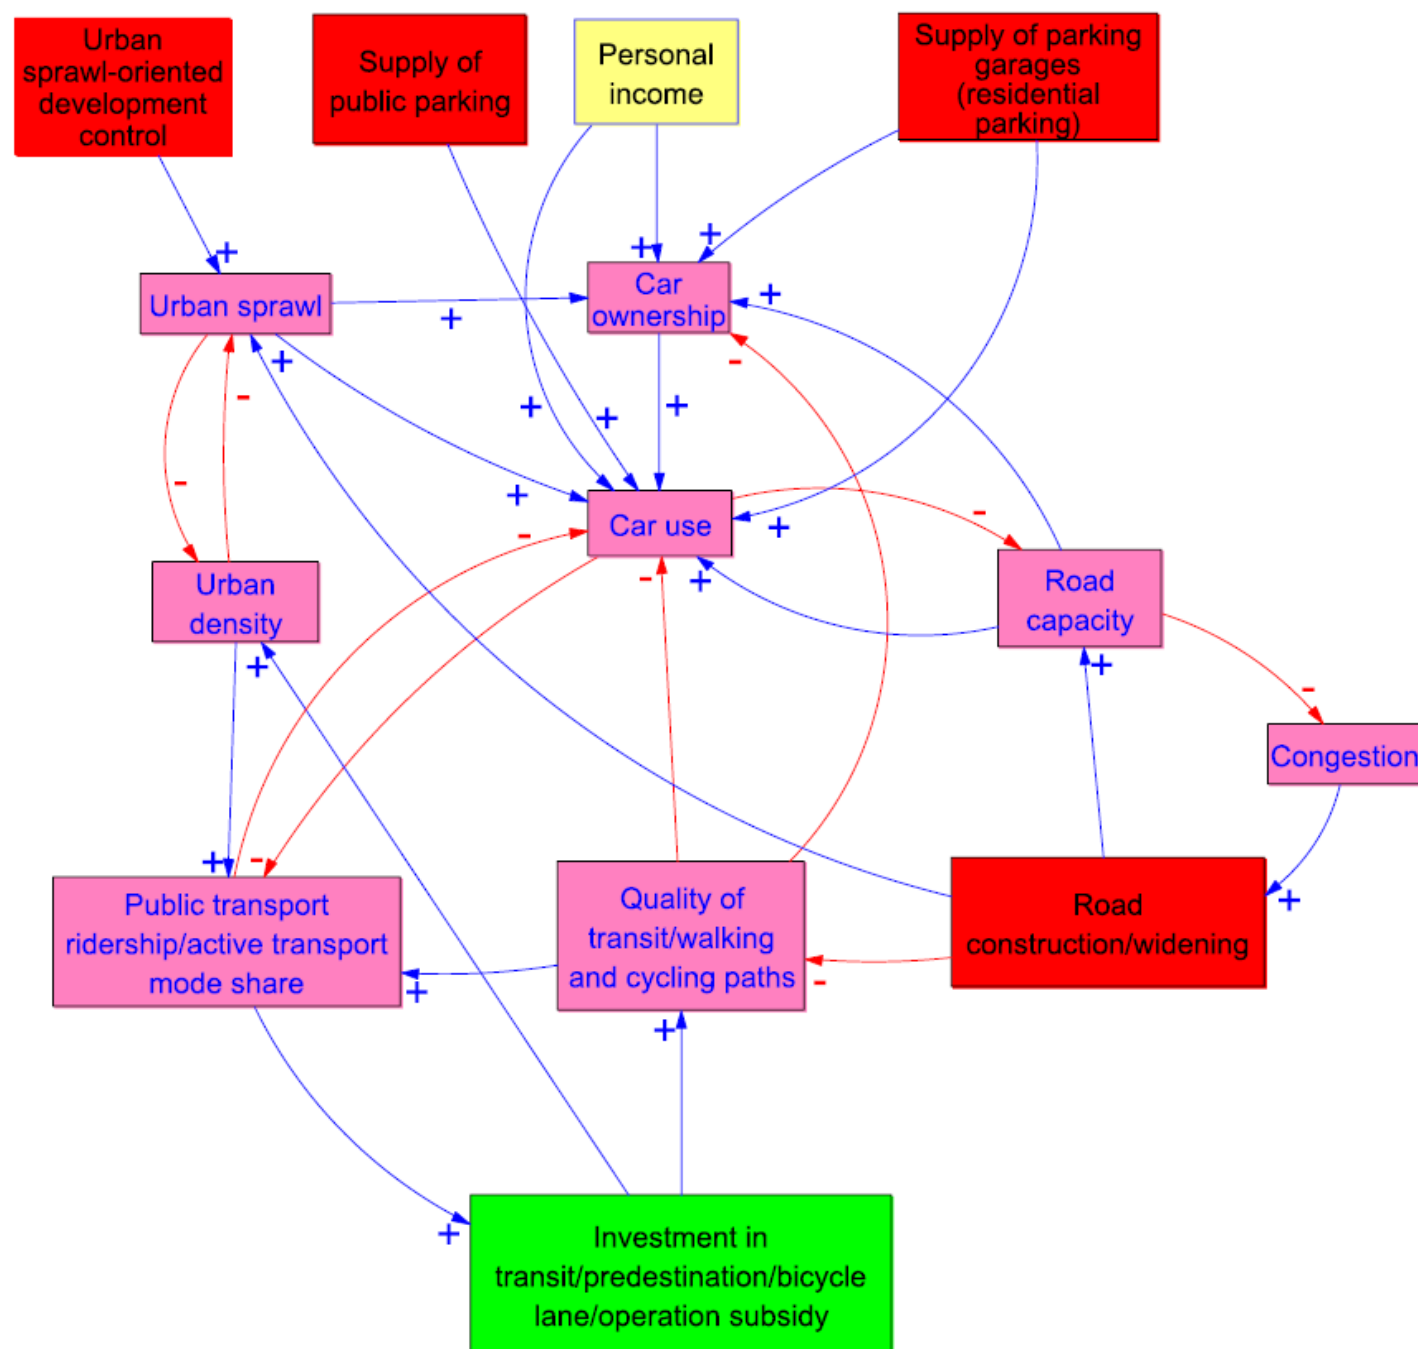 Urban
sprawl-oriented
development
control
Supply of
public parking
Personal
income
Supply of parking
garages
(residential
parking)
+
+
+
Urban sprawl
+
Car
ownership
+
+
-
-
+
+
+
-
+
Car use
-
+
-
-
+
Urban
density
+
Road
capacity
+
-
Congestion
+
-
Public transport
ridership/active transport
mode share
+
Quality of
transit/walking
and cycling paths
-
Road
construction/widening
+
+
+
Investment in
transit/predestination/bicycle
lane/operation subsidy